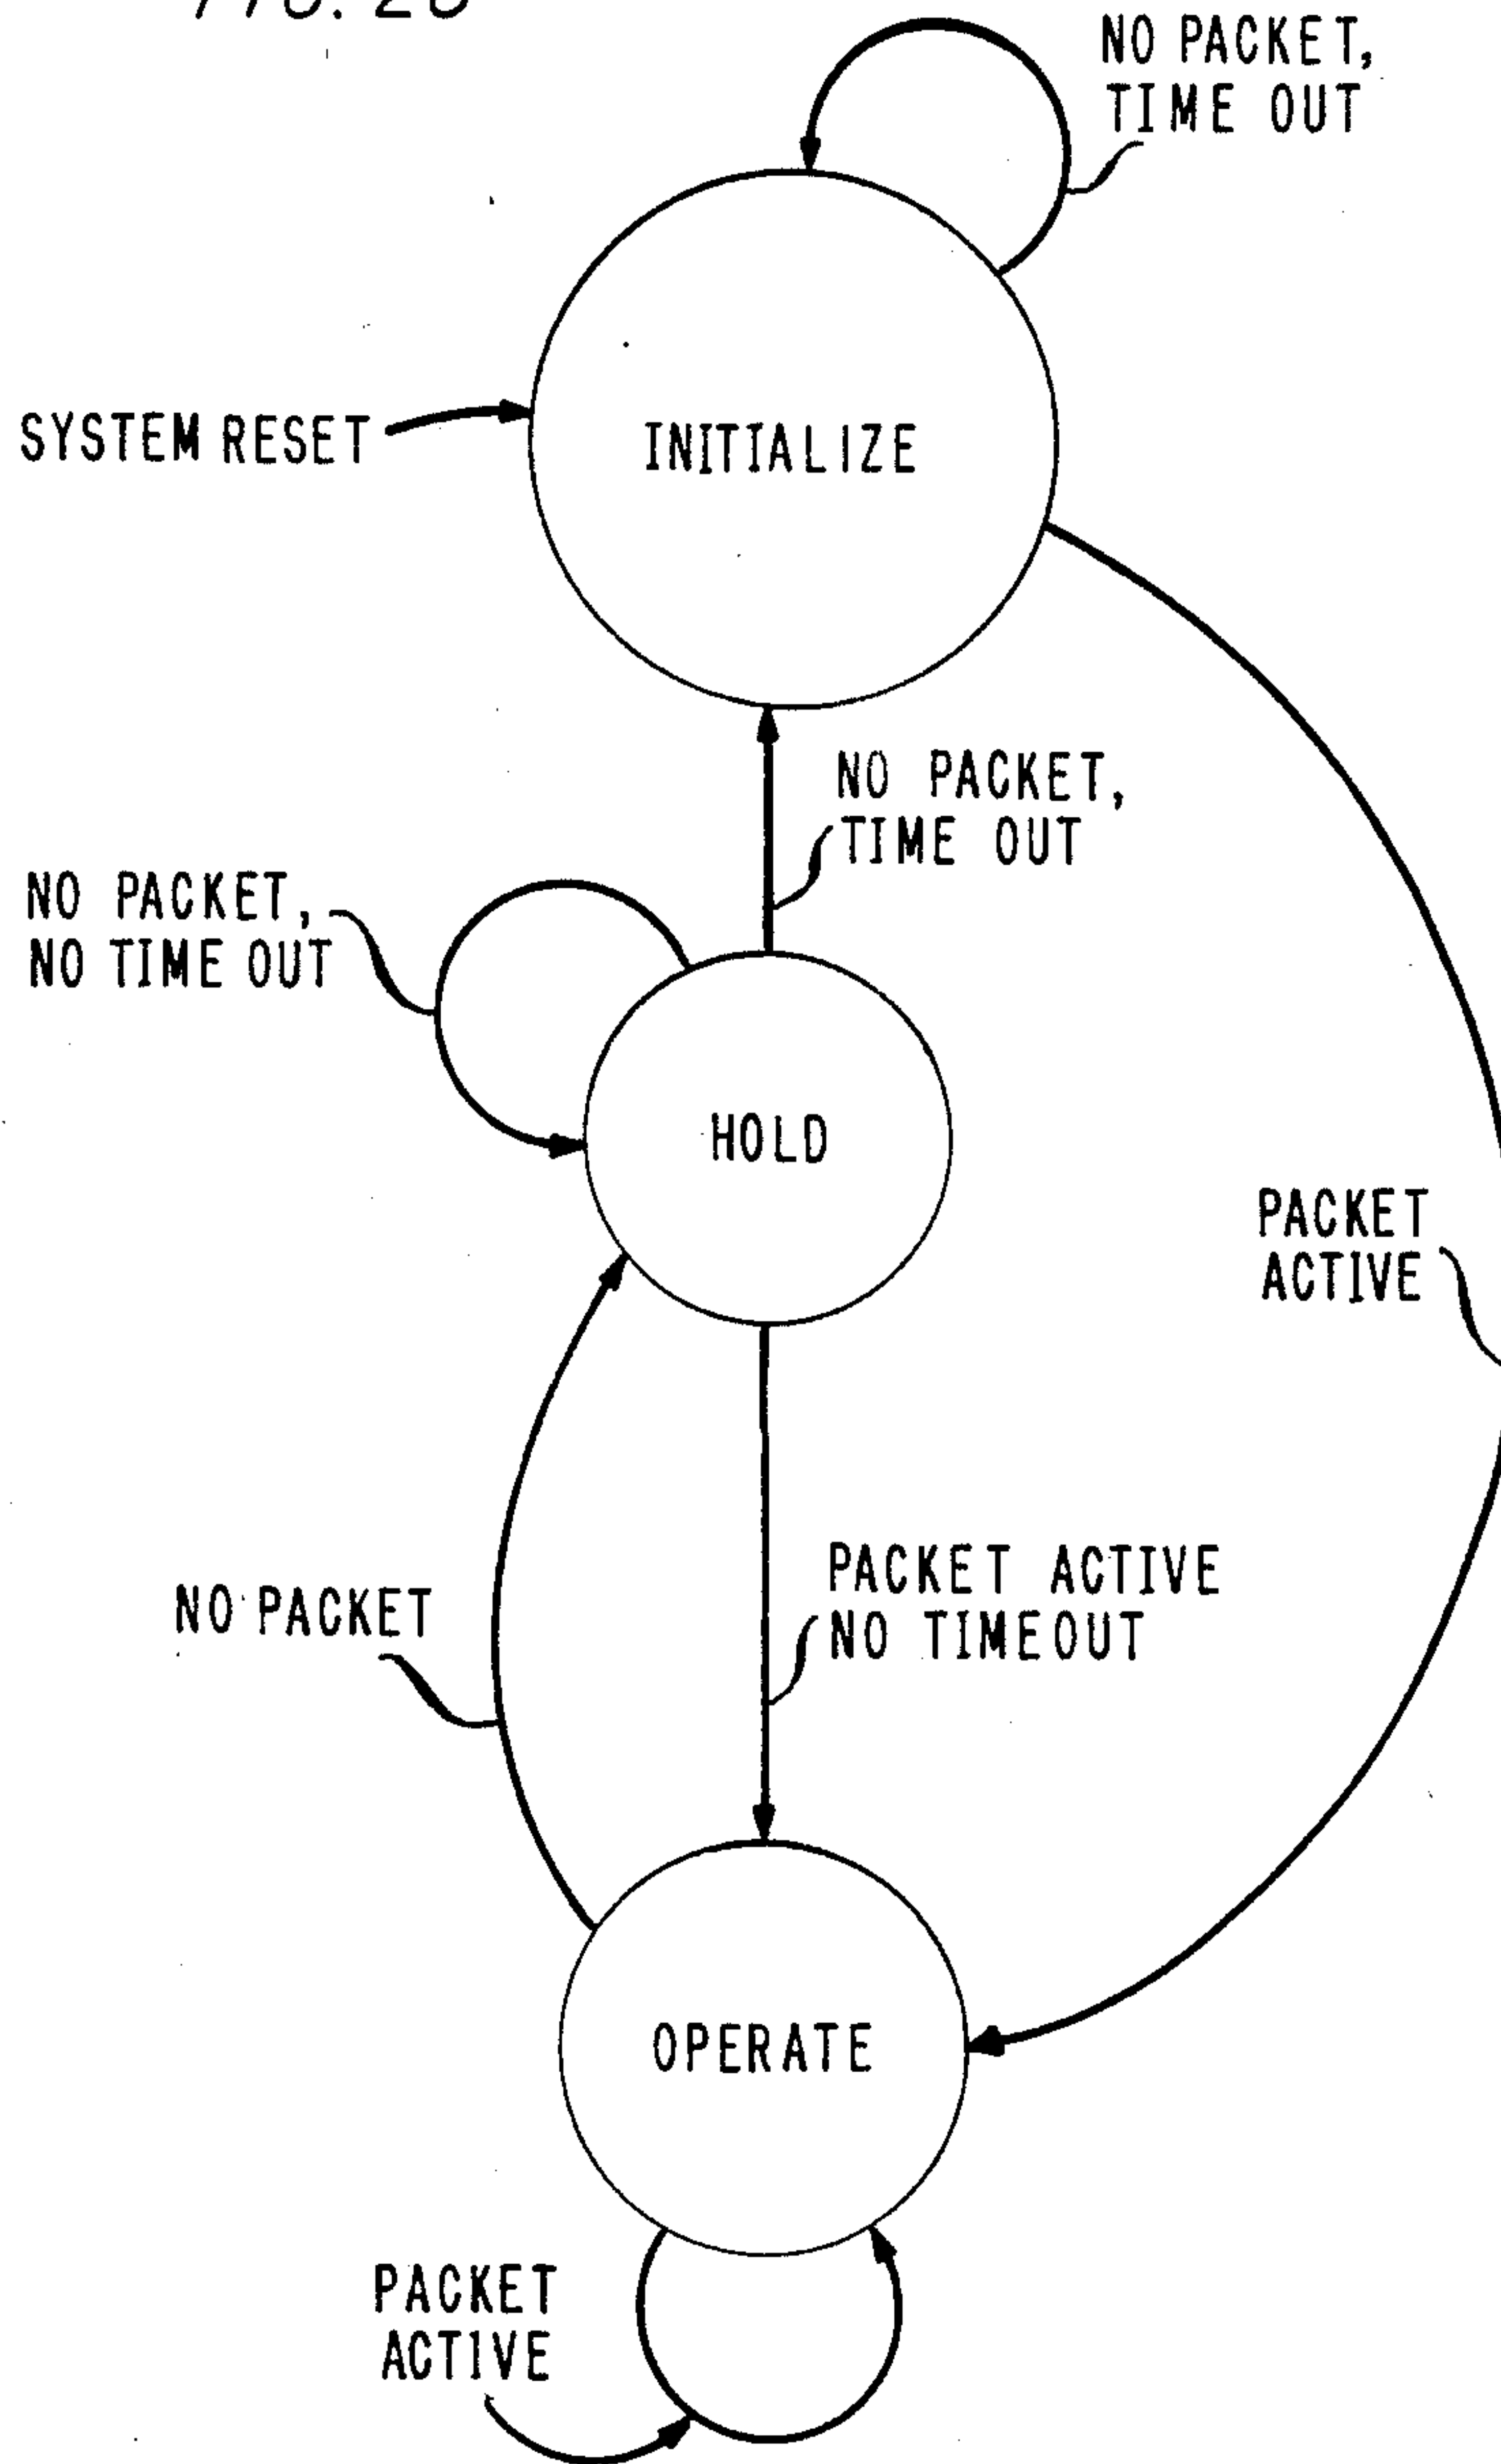 NO PACKET,
TIME OUT
SYSTEM RESET
INITIALIZE
NO PACKET,
TIME OUT
NO PACKET,
NO TIME OUT
HOLD
PACKET
ACTIVE
PACKET ACTIVE
NO TIMEOUT
NO PACKET
OPERATE
PACKET
ACTIVE